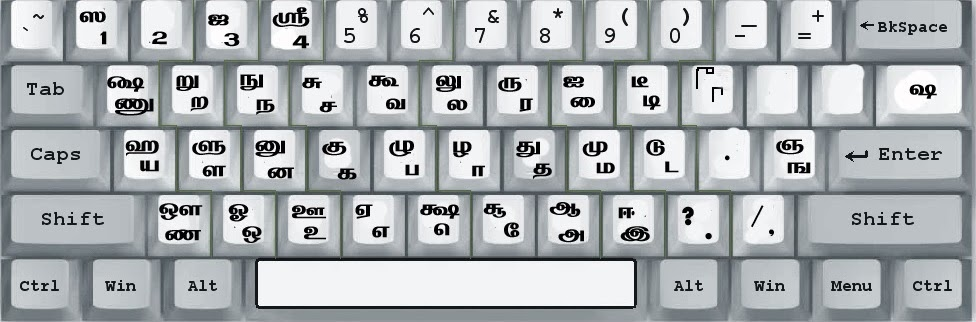 ~ ஸ ஜ ஸ்ரீ % ^ & * ( ) _ + ←BkSpace
` 1 2 3 4 5 6 7 8 9 0 - =
Tab க்ஷ று நு சு கூ லு ரு ஐ டீ ஷ
ணு ற ந ச வ ல ர ை டி
Caps ஹ ளு னு கு மு ழ து மு டு . ஞ ↵ Enter
ய ள ன க ப ா த ம ட ங
Shift ஔ ஓ ஊ ஏ க்ஷ சூ ஆ ஈ ? / Shift
ண ஒ உ எ ெ ே அ இ . ,
Ctrl Win Alt Alt Win Menu Ctrl